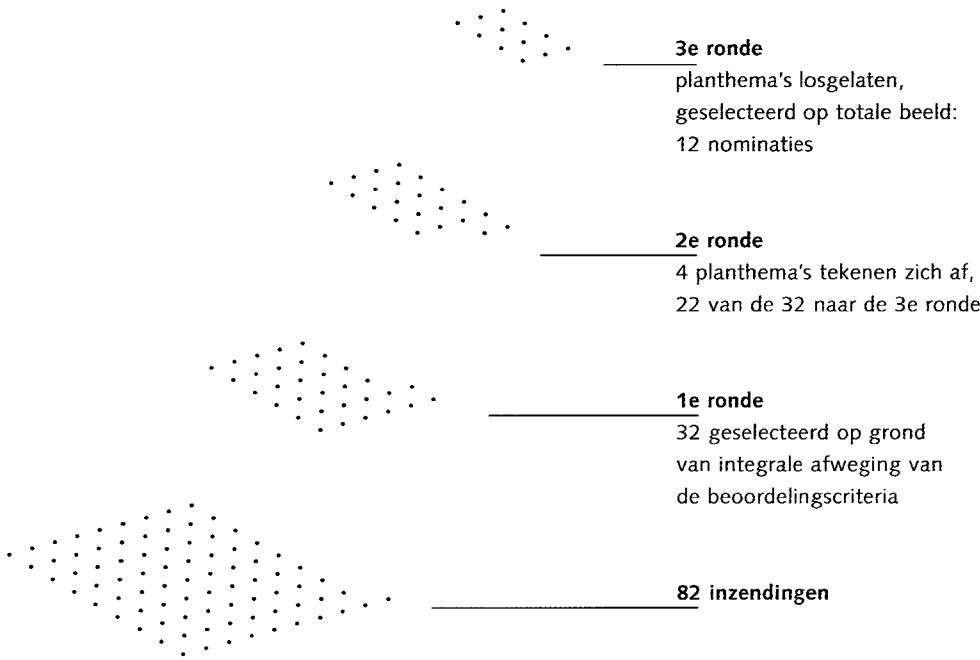 3e ronde
planthema's losgelaten,
geselecteerd op totale beeld:
12 nominaties
2e ronde
4 planthema's tekenen zich af,
22 van de 32 naar de 3e ronde
1e ronde
32 geselecteerd op grond
van integrale afweging van
de beoordelingscriteria
82 inzendingen